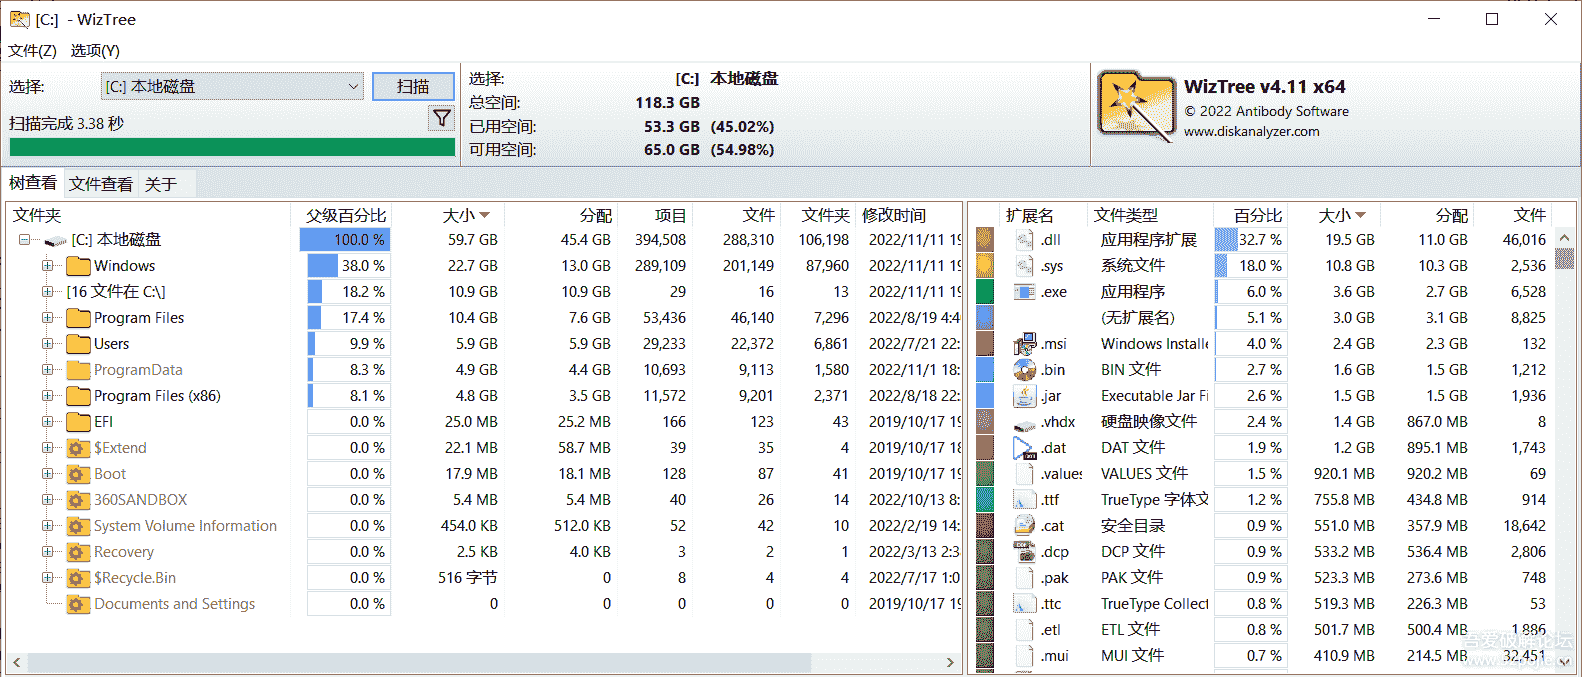 [C:] - WizTree
文件(Z) 选项(Y)
选择: [C:] 本地磁盘 扫描
扫描完成 3.38 秒
选择: [C:] 本地磁盘
总空间: 118.3 GB
已用空间: 53.3 GB (45.02%)
可用空间: 65.0 GB (54.98%)
WizTree v4.11 x64
© 2022 Antibody Software
www.diskanalyzer.com
树查看 文件查看 关于
文件夹 父级百分比 大小 分配 项目 文件 文件夹 修改时间
[C:] 本地磁盘 100.0 % 59.7 GB 45.4 GB 394,508 288,310 106,198 2022/11/11 19
Windows 38.0 % 22.7 GB 13.0 GB 289,109 201,149 87,960 2022/11/11 19
[16 文件在 C:\] 18.2 % 10.9 GB 10.9 GB 29 16 13 2022/11/11 19
Program Files 17.4 % 10.4 GB 7.6 GB 53,436 46,140 7,296 2022/8/19 4:4
Users 9.9 % 5.9 GB 5.9 GB 29,233 22,372 6,861 2022/7/21 22:
ProgramData 8.3 % 4.9 GB 4.4 GB 10,693 9,113 1,580 2022/11/1 18:
Program Files (x86) 8.1 % 4.8 GB 3.5 GB 11,572 9,201 2,371 2022/8/18 22:
EFI 0.0 % 25.0 MB 25.2 MB 166 123 43 2019/10/17 19
$Extend 0.0 % 22.1 MB 58.7 MB 39 35 4 2019/10/17 18
Boot 0.0 % 17.9 MB 18.1 MB 128 87 41 2019/10/17 19
360SANDBOX 0.0 % 5.4 MB 5.4 MB 40 26 14 2022/10/13 8:
System Volume Information 0.0 % 454.0 KB 512.0 KB 52 42 10 2022/2/19 14:
Recovery 0.0 % 2.5 KB 4.0 KB 3 2 1 2022/3/13 2:3
$Recycle.Bin 0.0 % 516 字节 0 8 4 4 2022/7/17 1:0
Documents and Settings 0.0 % 0 0 0 0 0 2019/10/17 19
扩展名 文件类型 百分比 大小 分配 文件
.dll 应用程序扩展 32.7 % 19.5 GB 11.0 GB 46,016
.sys 系统文件 18.0 % 10.8 GB 10.3 GB 2,536
.exe 应用程序 6.0 % 3.6 GB 2.7 GB 6,528
(无扩展名) 5.1 % 3.0 GB 3.1 GB 8,825
.msi Windows Installe 4.0 % 2.4 GB 2.3 GB 132
.bin BIN 文件 2.7 % 1.6 GB 1.5 GB 1,212
.jar Executable Jar Fi 2.6 % 1.5 GB 1.5 GB 1,936
.vhdx 硬盘映像文件 2.4 % 1.4 GB 867.0 MB 8
.dat DAT 文件 1.9 % 1.2 GB 895.1 MB 1,743
.values VALUES 文件 1.5 % 920.1 MB 920.2 MB 69
.ttf TrueType 字体文 1.2 % 755.8 MB 434.8 MB 914
.cat 安全目录 0.9 % 551.0 MB 357.9 MB 18,642
.dcp DCP 文件 0.9 % 533.2 MB 536.4 MB 2,806
.pak PAK 文件 0.9 % 523.3 MB 273.6 MB 748
.ttc TrueType Collect 0.8 % 519.3 MB 226.3 MB 53
.etl ETL 文件 0.8 % 501.7 MB 500.4 MB 1,886
.mui MUI 文件 0.7 % 410.9 MB 214.5 MB 32,451
吾爱破解论坛
www.52pojie.cn